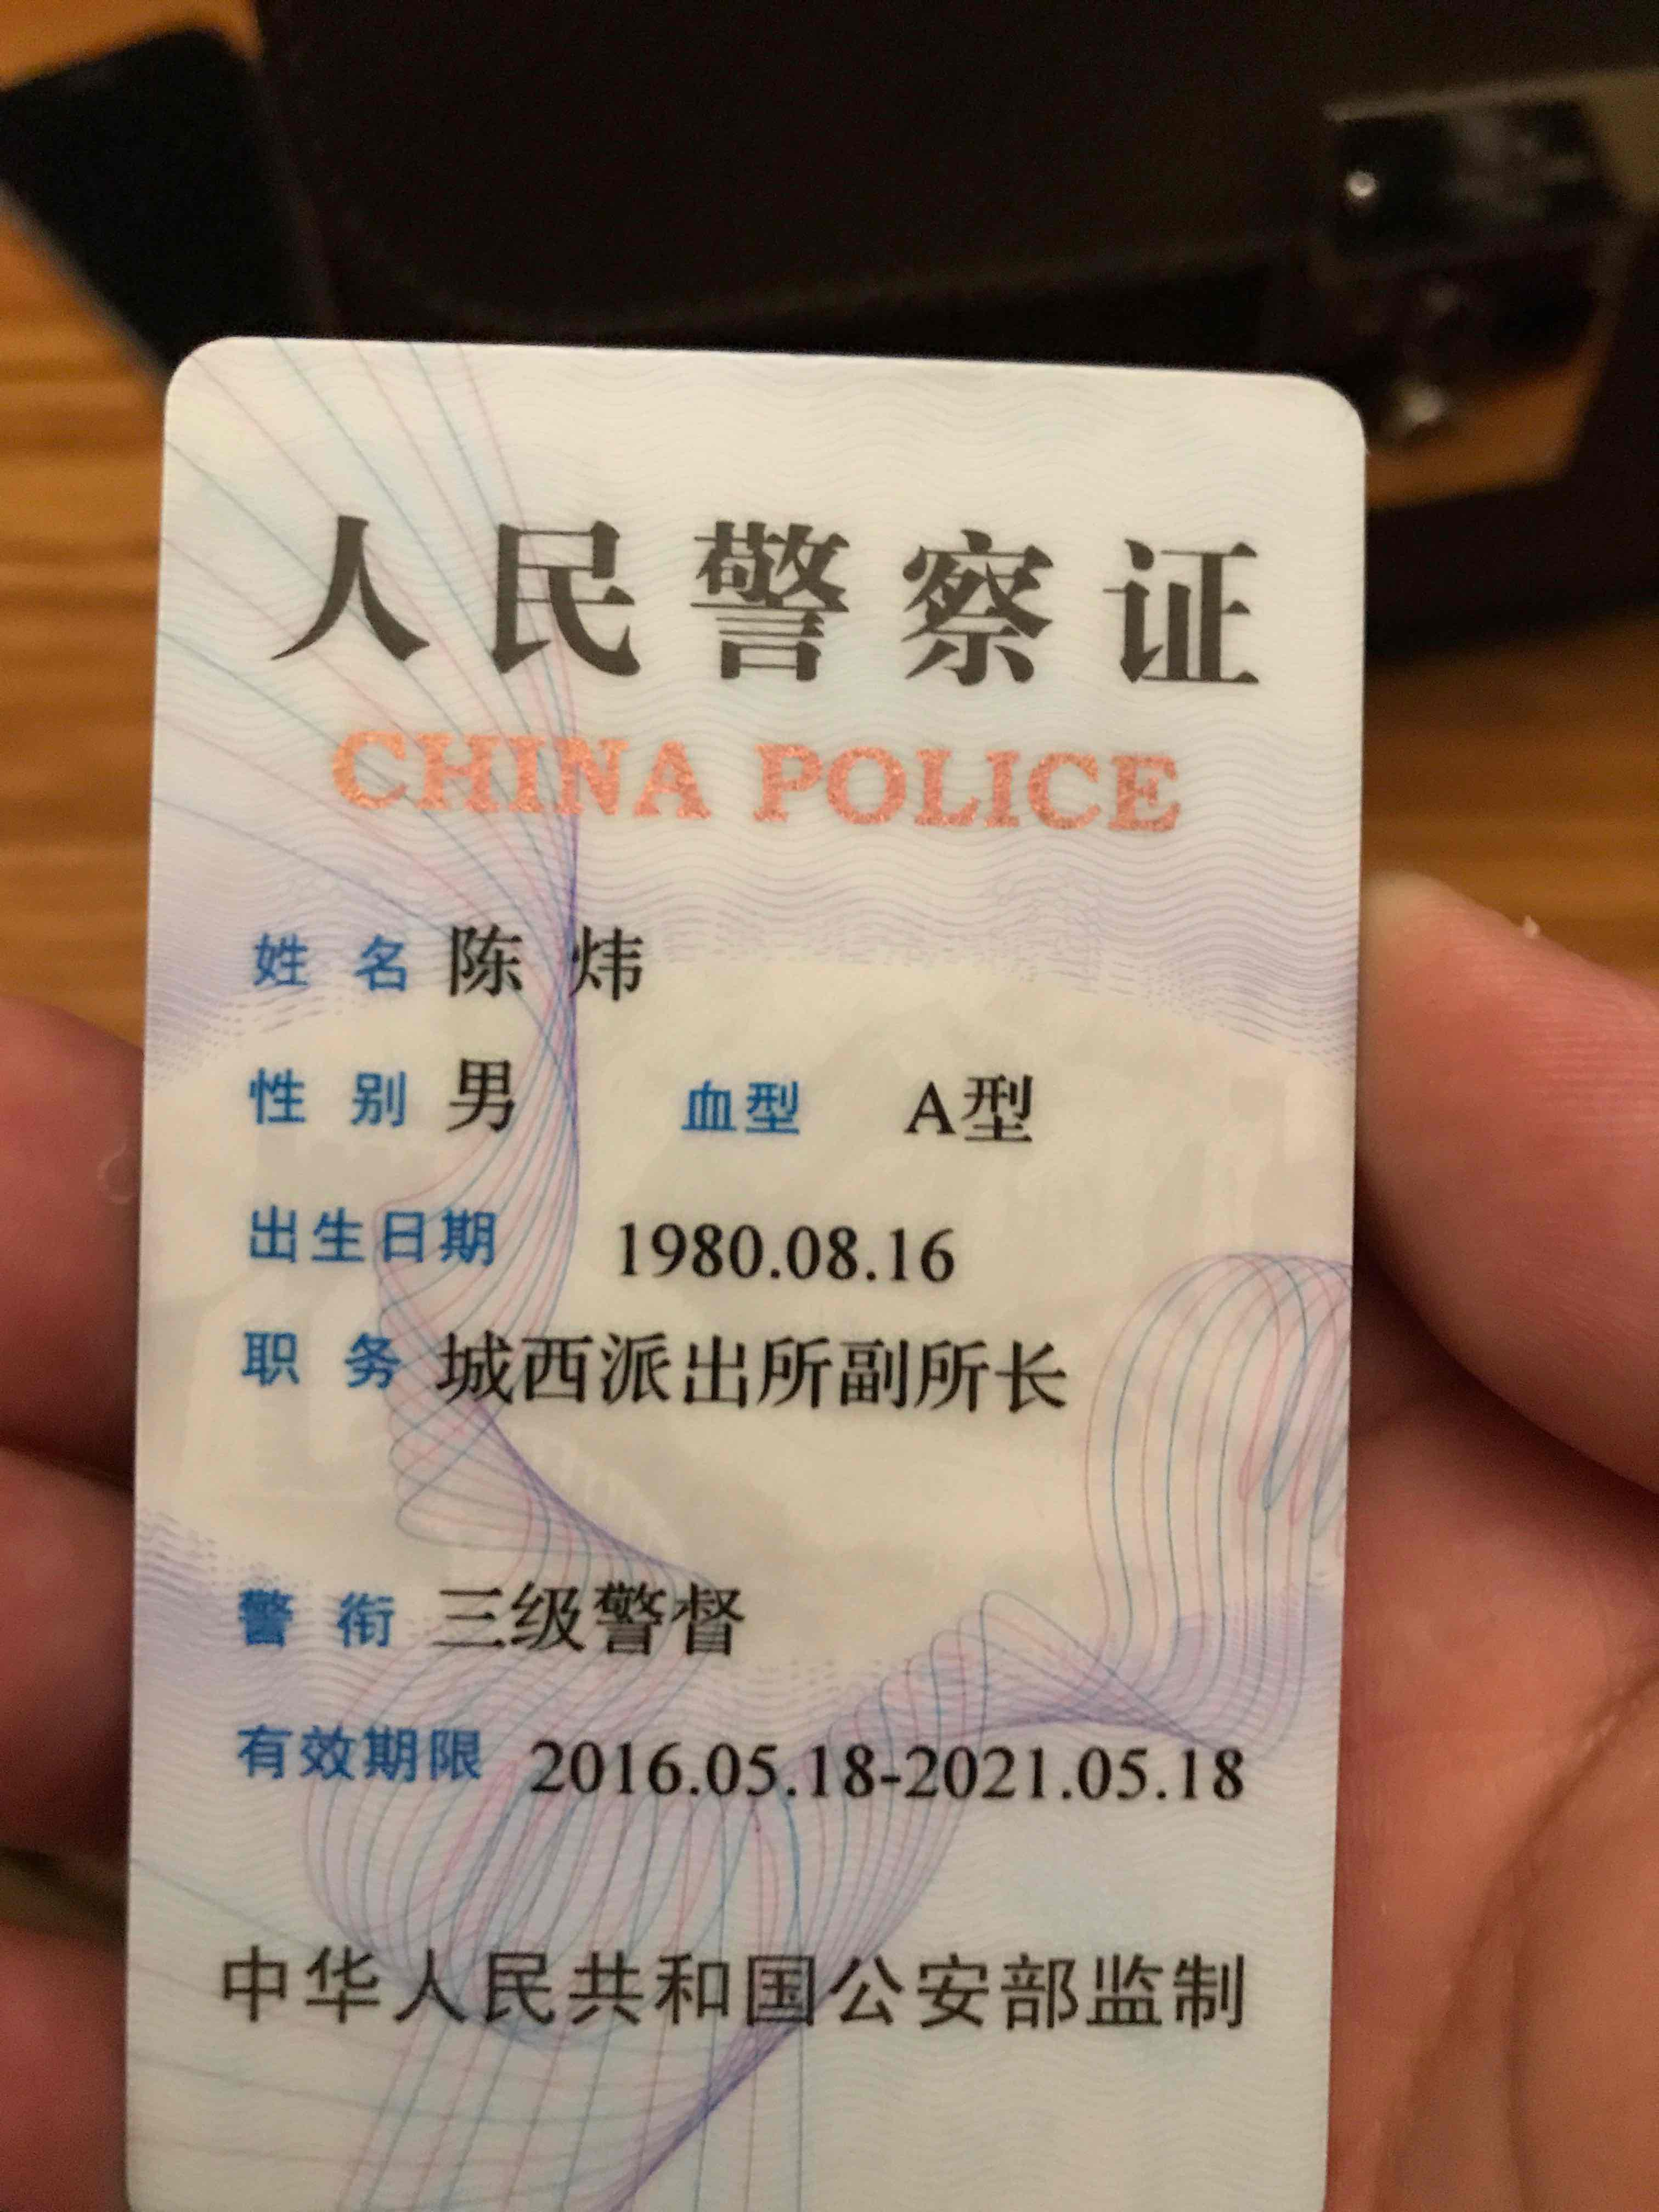 人民警察证
CHINA POLICE
姓名 陈炜
性别 男 血型 A型
出生日期 1980.08.16
职务 城西派出所副所长
警衔 三级警督
有效期限 2016.05.18-2021.05.18
中华人民共和国公安部监制